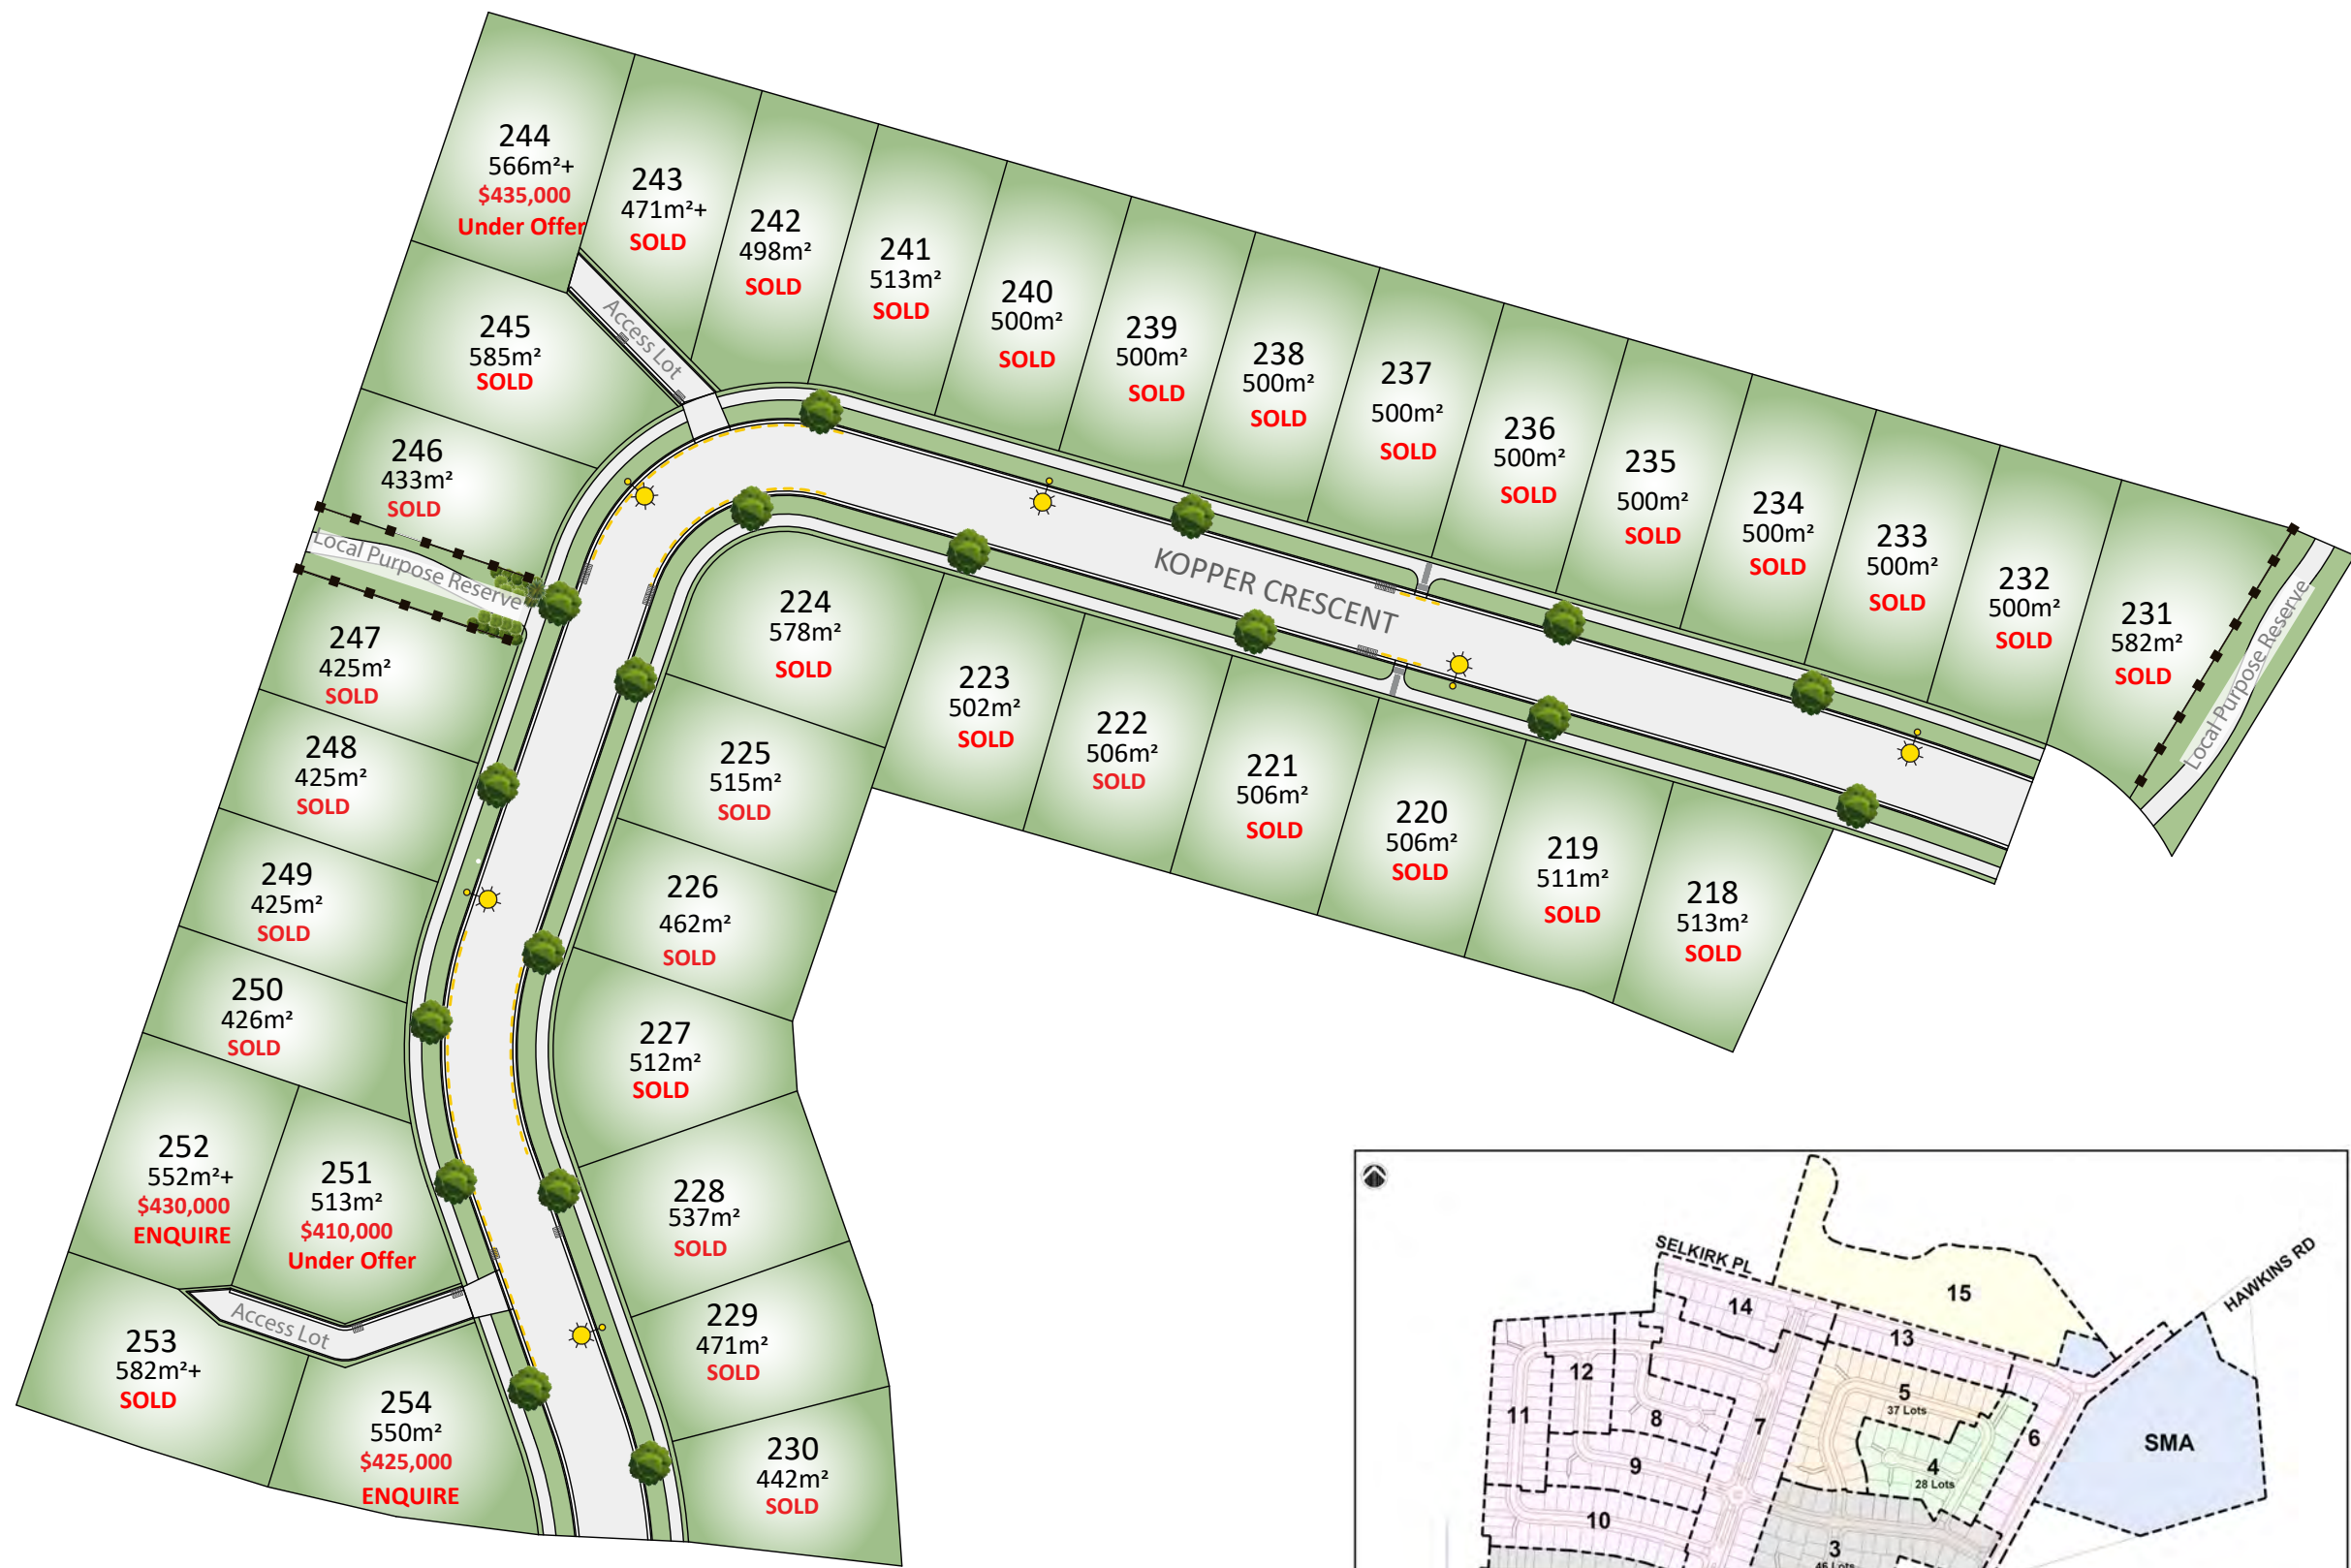 244
566m²+
$435,000
Under Offer
243
471m²+
SOLD
242
498m²
SOLD
241
513m²
SOLD
240
500m²
SOLD
239
500m²
SOLD
238
500m²
SOLD
237
500m²
SOLD
236
500m²
SOLD
235
500m²
SOLD
234
500m²
SOLD
233
500m²
SOLD
232
500m²
SOLD
231
582m²
SOLD
Local Purpose Reserve
Access Lot
245
585m²
SOLD
246
433m²
SOLD
Local Purpose Reserve
KOPPER CRESCENT
247
425m²
SOLD
248
425m²
SOLD
249
425m²
SOLD
250
426m²
SOLD
252
552m²+
$430,000
ENQUIRE
251
513m²
$410,000
Under Offer
Access Lot
253
582m²+
SOLD
254
550m²
$425,000
ENQUIRE
224
578m²
SOLD
223
502m²
SOLD
222
506m²
SOLD
221
506m²
SOLD
220
506m²
SOLD
219
511m²
SOLD
218
513m²
SOLD
225
515m²
SOLD
226
462m²
SOLD
227
512m²
SOLD
228
537m²
SOLD
229
471m²
SOLD
230
442m²
SOLD
SELKIRK PL
HAWKINS RD
15
14
13
12
5
37 Lots
11
8
7
6
SMA
9
4
28 Lots
10
3
46 Lots